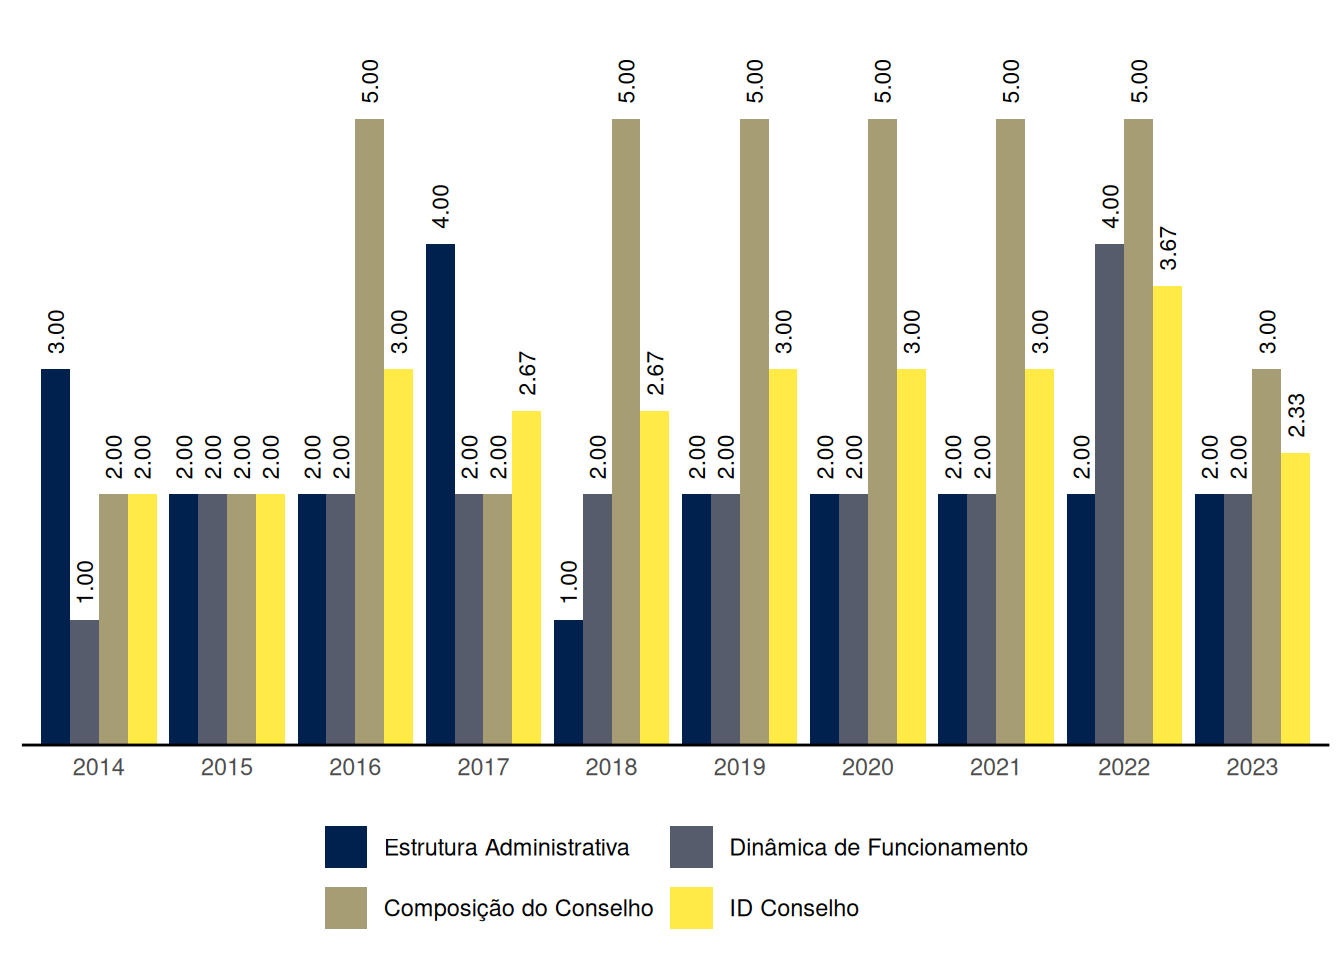 3.00 1.00 2.00 2.00 2.00 2.00 2.00 2.00 2.00 2.00 5.00 3.00 4.00 2.00 2.00 2.67 1.00 2.00 5.00 2.67 2.00 2.00 5.00 3.00 2.00 2.00 5.00 3.00 2.00 2.00 5.00 3.00 2.00 4.00 5.00 3.67 2.00 2.00 3.00 2.33
2014 2015 2016 2017 2018 2019 2020 2021 2022 2023
Estrutura Administrativa Dinâmica de Funcionamento
Composição do Conselho ID Conselho